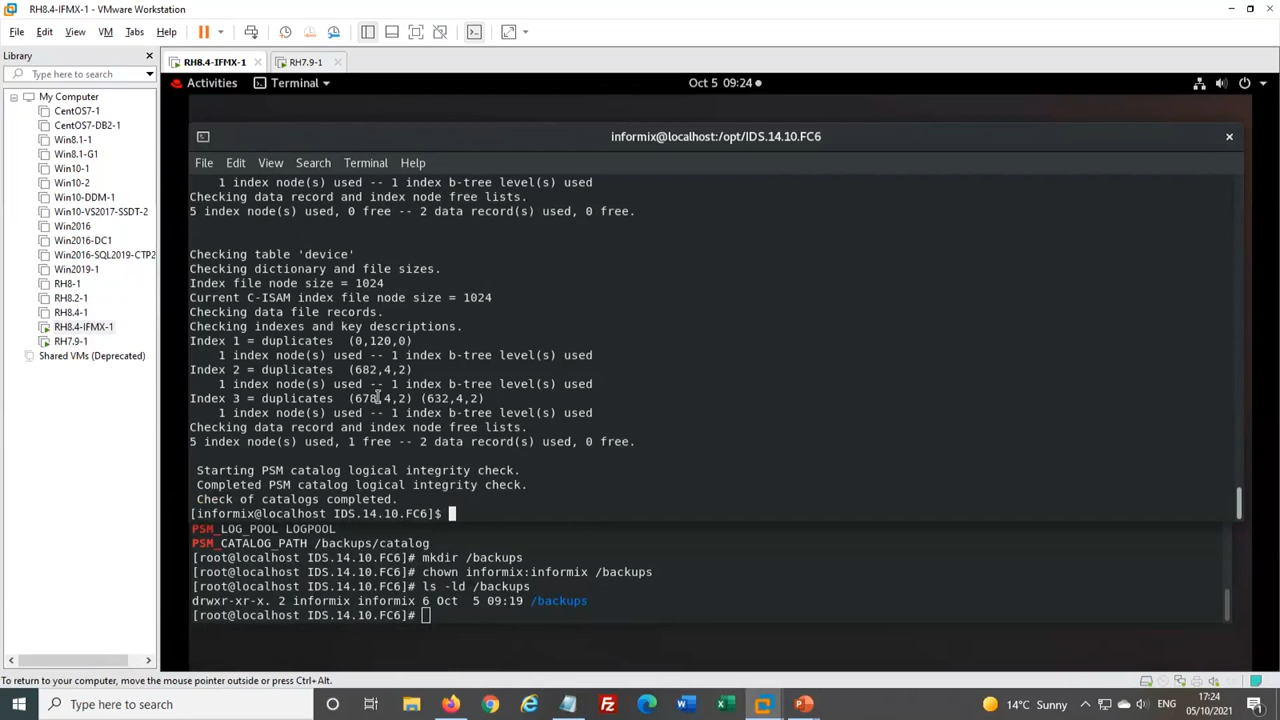 RH8.4-IFMX-1 - VMware Workstation
File Edit View VM Tabs Help
Library
Type here to search
My Computer
CentOS7-1
CentOS7-DB2-1
Win8.1-1
Win8.1-G1
Win10-1
Win10-2
Win10-DDM-1
Win10-VS2017-SSDT-2
Win2016
Win2016-DC1
Win2016-SQL2019-CTP2
Win2019-1
RH8-1
RH8.2-1
RH8.4-1
RH8.4-IFMX-1
RH7.9-1
Shared VMs (Deprecated)
RH8.4-IFMX-1 RH7.9-1
Activities Terminal Oct 5 09:24
informix@localhost:/opt/IDS.14.10.FC6
File Edit View Search Terminal Help
1 index node(s) used -- 1 index b-tree level(s) used
Checking data record and index node free lists.
5 index node(s) used, 0 free -- 2 data record(s) used, 0 free.
Checking table 'device'
Checking dictionary and file sizes.
Index file node size = 1024
Current C-ISAM index file node size = 1024
Checking data file records.
Checking indexes and key descriptions.
Index 1 = duplicates (0,120,0)
1 index node(s) used -- 1 index b-tree level(s) used
Index 2 = duplicates (682,4,2)
1 index node(s) used -- 1 index b-tree level(s) used
Index 3 = duplicates (678,4,2) (632,4,2)
1 index node(s) used -- 1 index b-tree level(s) used
Checking data record and index node free lists.
5 index node(s) used, 1 free -- 2 data record(s) used, 0 free.
Starting PSM catalog logical integrity check.
Completed PSM catalog logical integrity check.
Check of catalogs completed.
[informix@localhost IDS.14.10.FC6]$
PSM_LOG_POOL LOGPOOL
PSM_CATALOG_PATH /backups/catalog
[root@localhost IDS.14.10.FC6]# mkdir /backups
[root@localhost IDS.14.10.FC6]# chown informix:informix /backups
[root@localhost IDS.14.10.FC6]# ls -ld /backups
drwxr-xr-x. 2 informix informix 6 Oct 5 09:19 /backups
[root@localhost IDS.14.10.FC6]#
To return to your computer, move the mouse pointer outside or press Ctrl+Alt.
Type here to search
14°C Sunny
ENG
17:24
05/10/2021